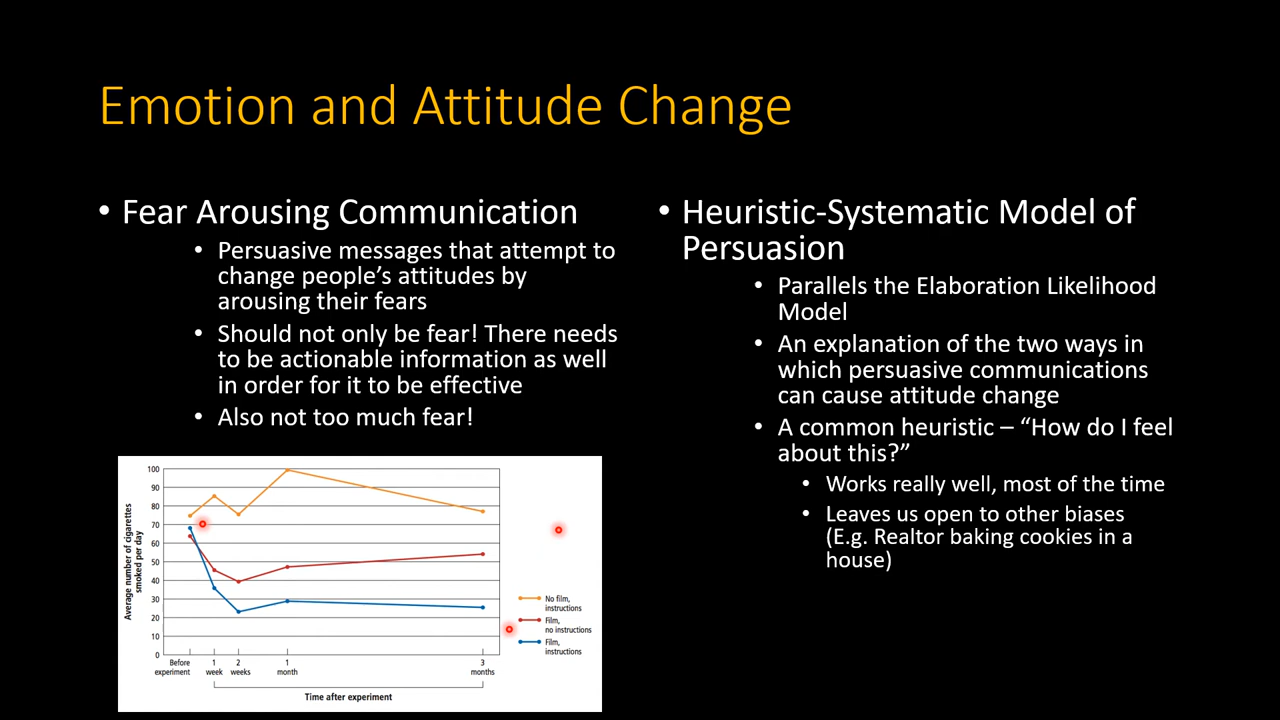 Emotion and Attitude Change
• Fear Arousing Communication
• Persuasive messages that attempt to
change people's attitudes by
arousing their fears
• Should not only be fear! There needs
to be actionable information as well
in order for it to be effective
• Also not too much fear!
100
90
80
70
60
50
40
30
20
10
0
Average number of cigarettes
smoked per day
Before
experiment
1
week
2
weeks
1
month
3
months
Time after experiment
No film,
instructions
Film,
no instructions
Film,
instructions
• Heuristic-Systematic Model of
Persuasion
• Parallels the Elaboration Likelihood
Model
• An explanation of the two ways in
which persuasive communications
can cause attitude change
• A common heuristic – “How do I feel
about this?”
• Works really well, most of the time
• Leaves us open to other biases
(E.g. Realtor baking cookies in a
house)